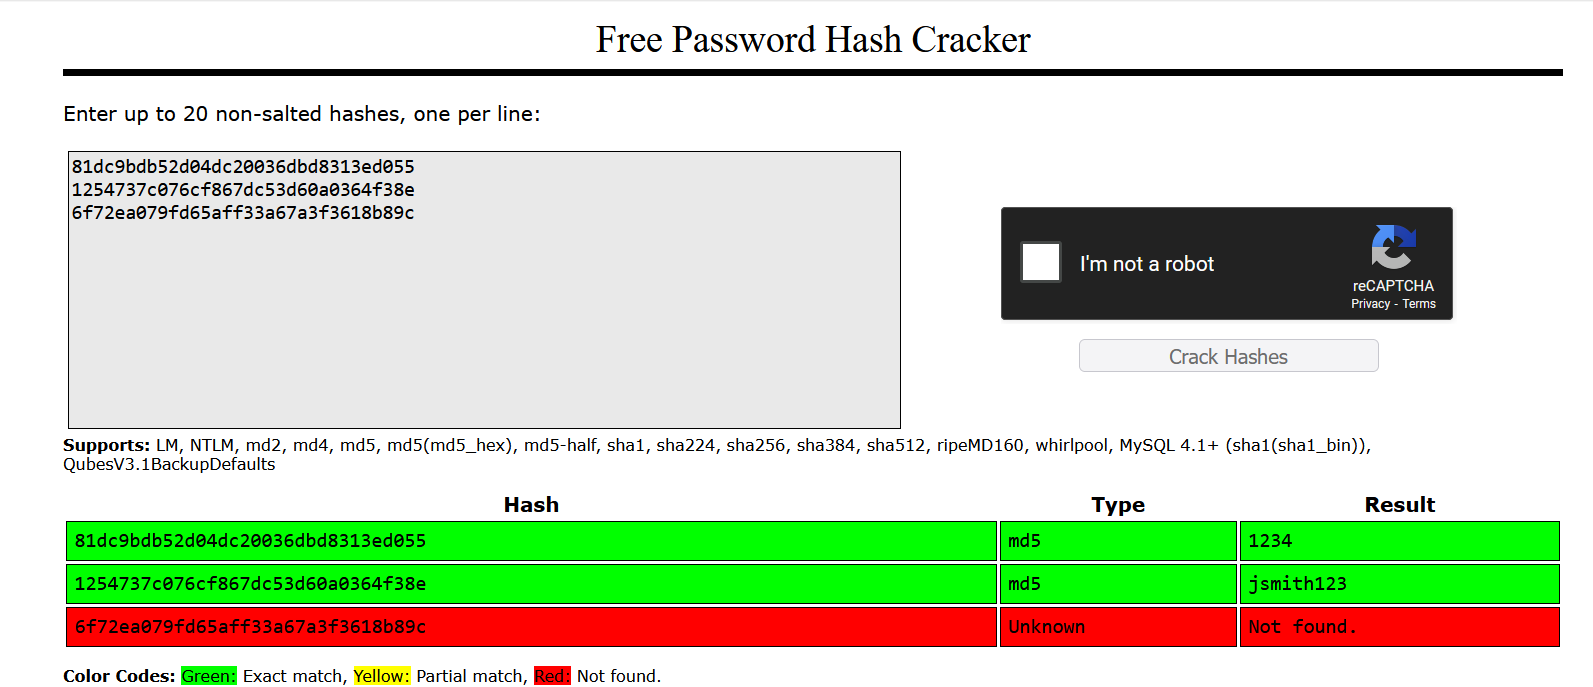 Free Password Hash Cracker
Enter up to 20 non-salted hashes, one per line:
81dc9bdb52d04dc20036dbd8313ed055
1254737c076cf867dc53d60a0364f38e
6f72ea079fd65aff33a67a3f3618b89c
I'm not a robot
reCAPTCHA
Privacy - Terms
Crack Hashes
Supports: LM, NTLM, md2, md4, md5, md5(md5_hex), md5-half, sha1, sha224, sha256, sha384, sha512, ripeMD160, whirlpool, MySQL 4.1+ (sha1(sha1_bin)),
QubesV3.1BackupDefaults
Hash Type Result
81dc9bdb52d04dc20036dbd8313ed055 md5 1234
1254737c076cf867dc53d60a0364f38e md5 jsmith123
6f72ea079fd65aff33a67a3f3618b89c Unknown Not found.
Color Codes: Green: Exact match, Yellow: Partial match, Red: Not found.